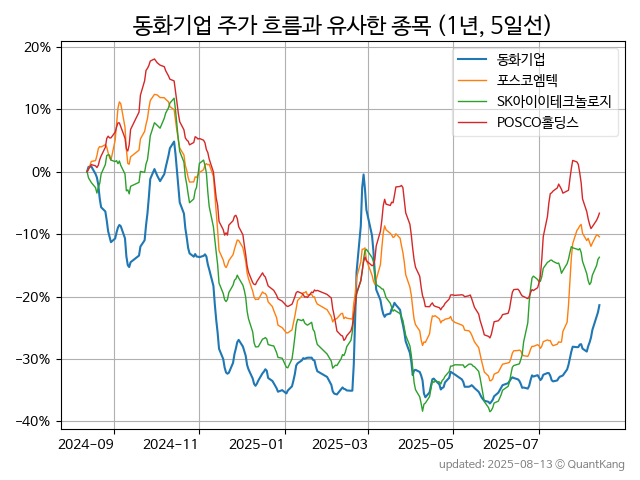 동화기업 주가 흐름과 유사한 종목 (1년, 5일선)
동화기업
포스코엠텍
SK아이이테크놀로지
POSCO홀딩스
20%
10%
0%
−10%
−20%
−30%
−40%
2024-09 2024-11 2025-01 2025-03 2025-05 2025-07
updated: 2025-08-13 © QuantKang